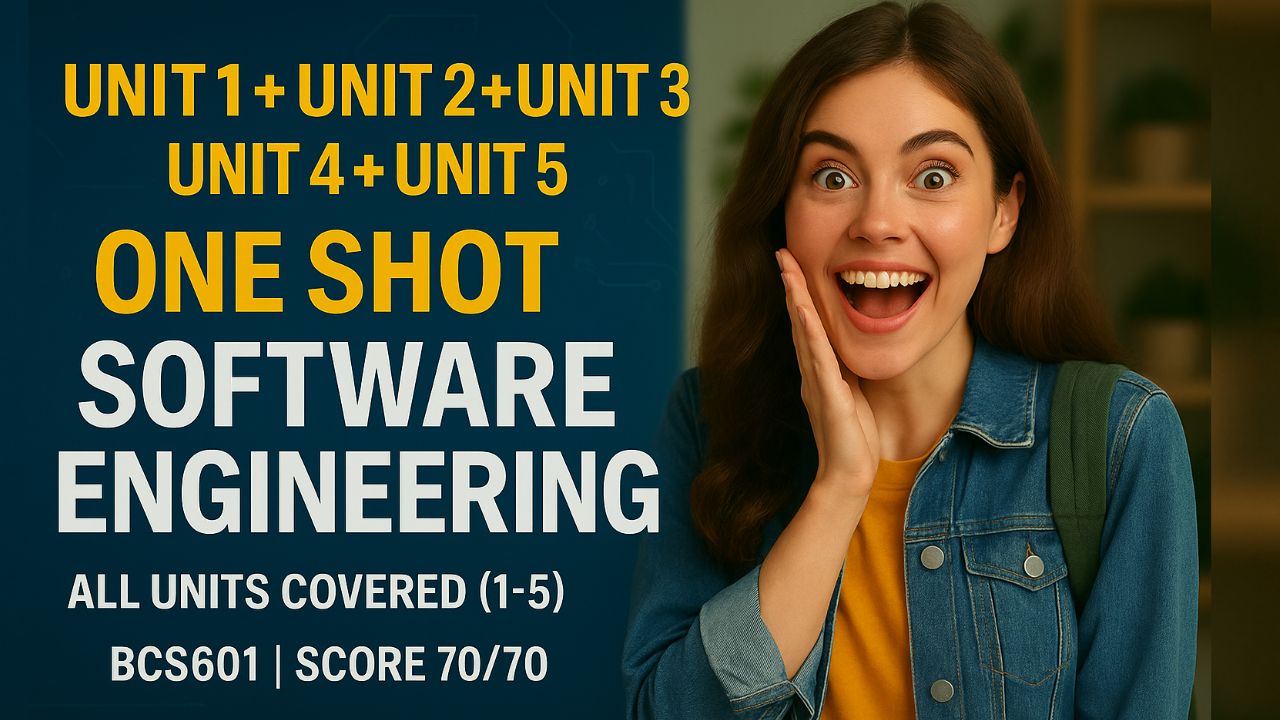 UNIT 1 + UNIT 2+UNIT 3
UNIT 4 + UNIT 5
ONE SHOT
SOFTWARE
ENGINEERING
ALL UNITS COVERED (1-5)
BCS601 | SCORE 70/70